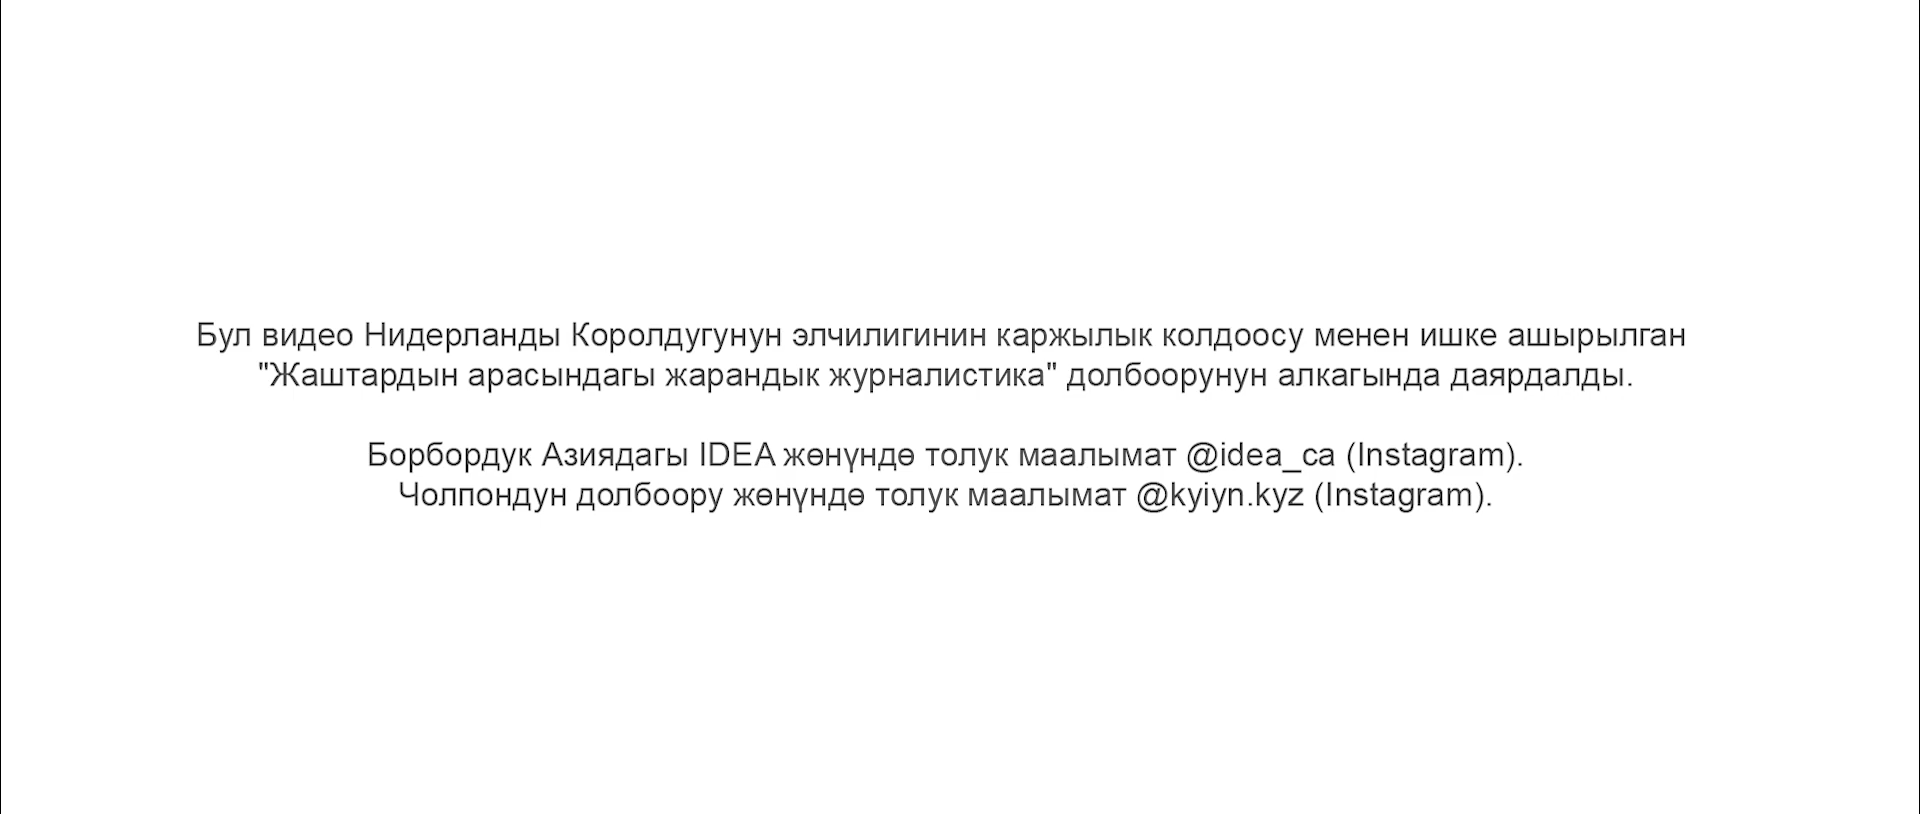 Бул видео Нидерланды Королдугунун элчилигинин каржылык колдоосу менен ишке ашырылган
"Жаштардын арасындагы жарандык журналистика" долбоорунун алкагында даярдалды.
Борбордук Азиядагы IDEA жөнүндө толук маалымат @idea_ca (Instagram).
Чолпондун долбоору жөнүндө толук маалымат @kyiyn.kyz (Instagram).